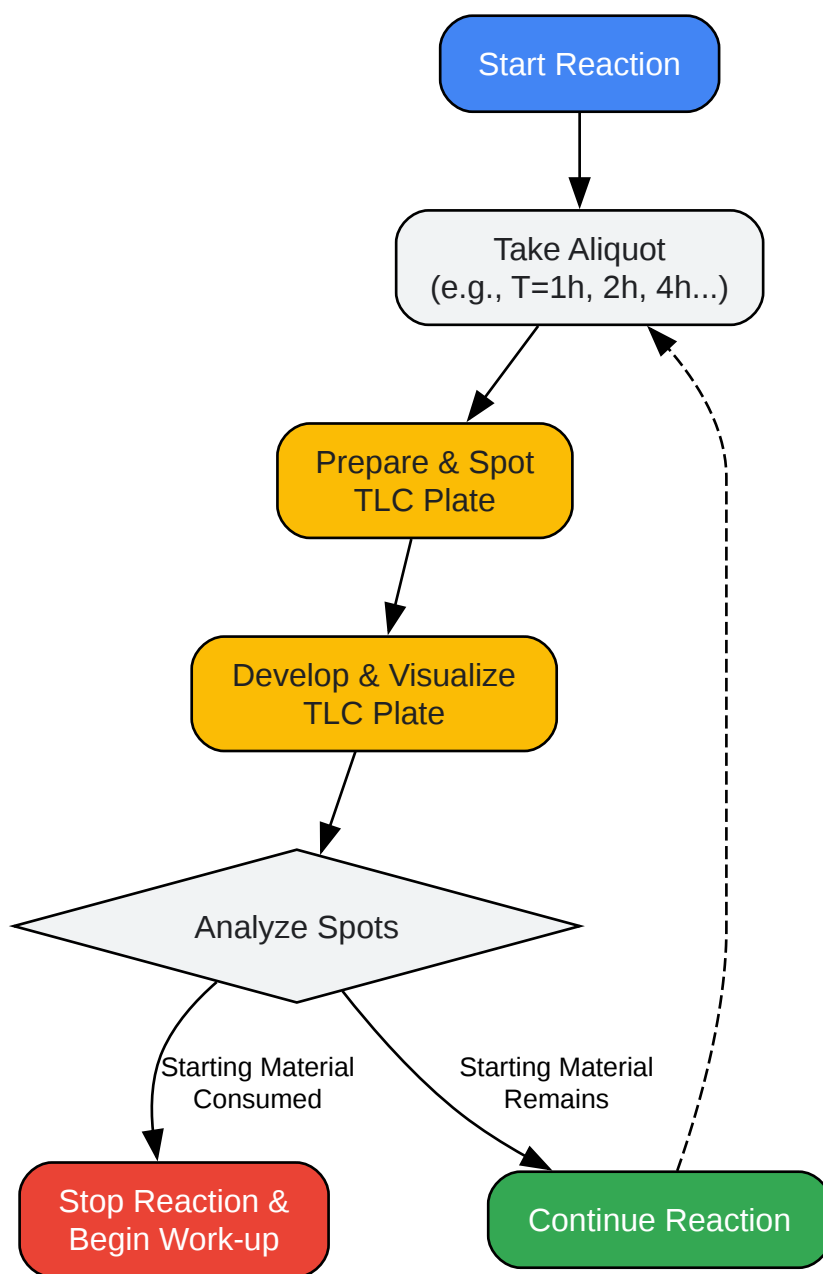 Start Reaction
Take Aliquot
(e.g., T=1h, 2h, 4h...)
Prepare & Spot
TLC Plate
Develop & Visualize
TLC Plate
Analyze Spots
Starting Material
Consumed
Starting Material
Remains
Stop Reaction &
Begin Work-up
Continue Reaction